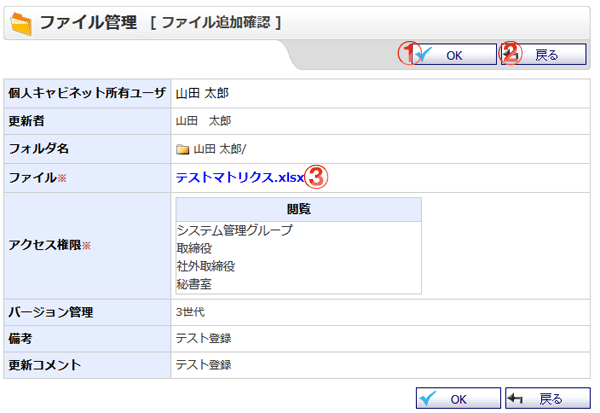 ファイル管理 [ ファイル追加確認 ]
① OK ② 戻る
個人キャビネット所有ユーザ 山田 太郎
更新者 山田　太郎
フォルダ名 山田 太郎/
ファイル※ テストマトリクス.xlsx ③
アクセス権限※
閲覧
システム管理グループ
取締役
社外取締役
秘書室
バージョン管理 3世代
備考 テスト登録
更新コメント テスト登録
OK 戻る